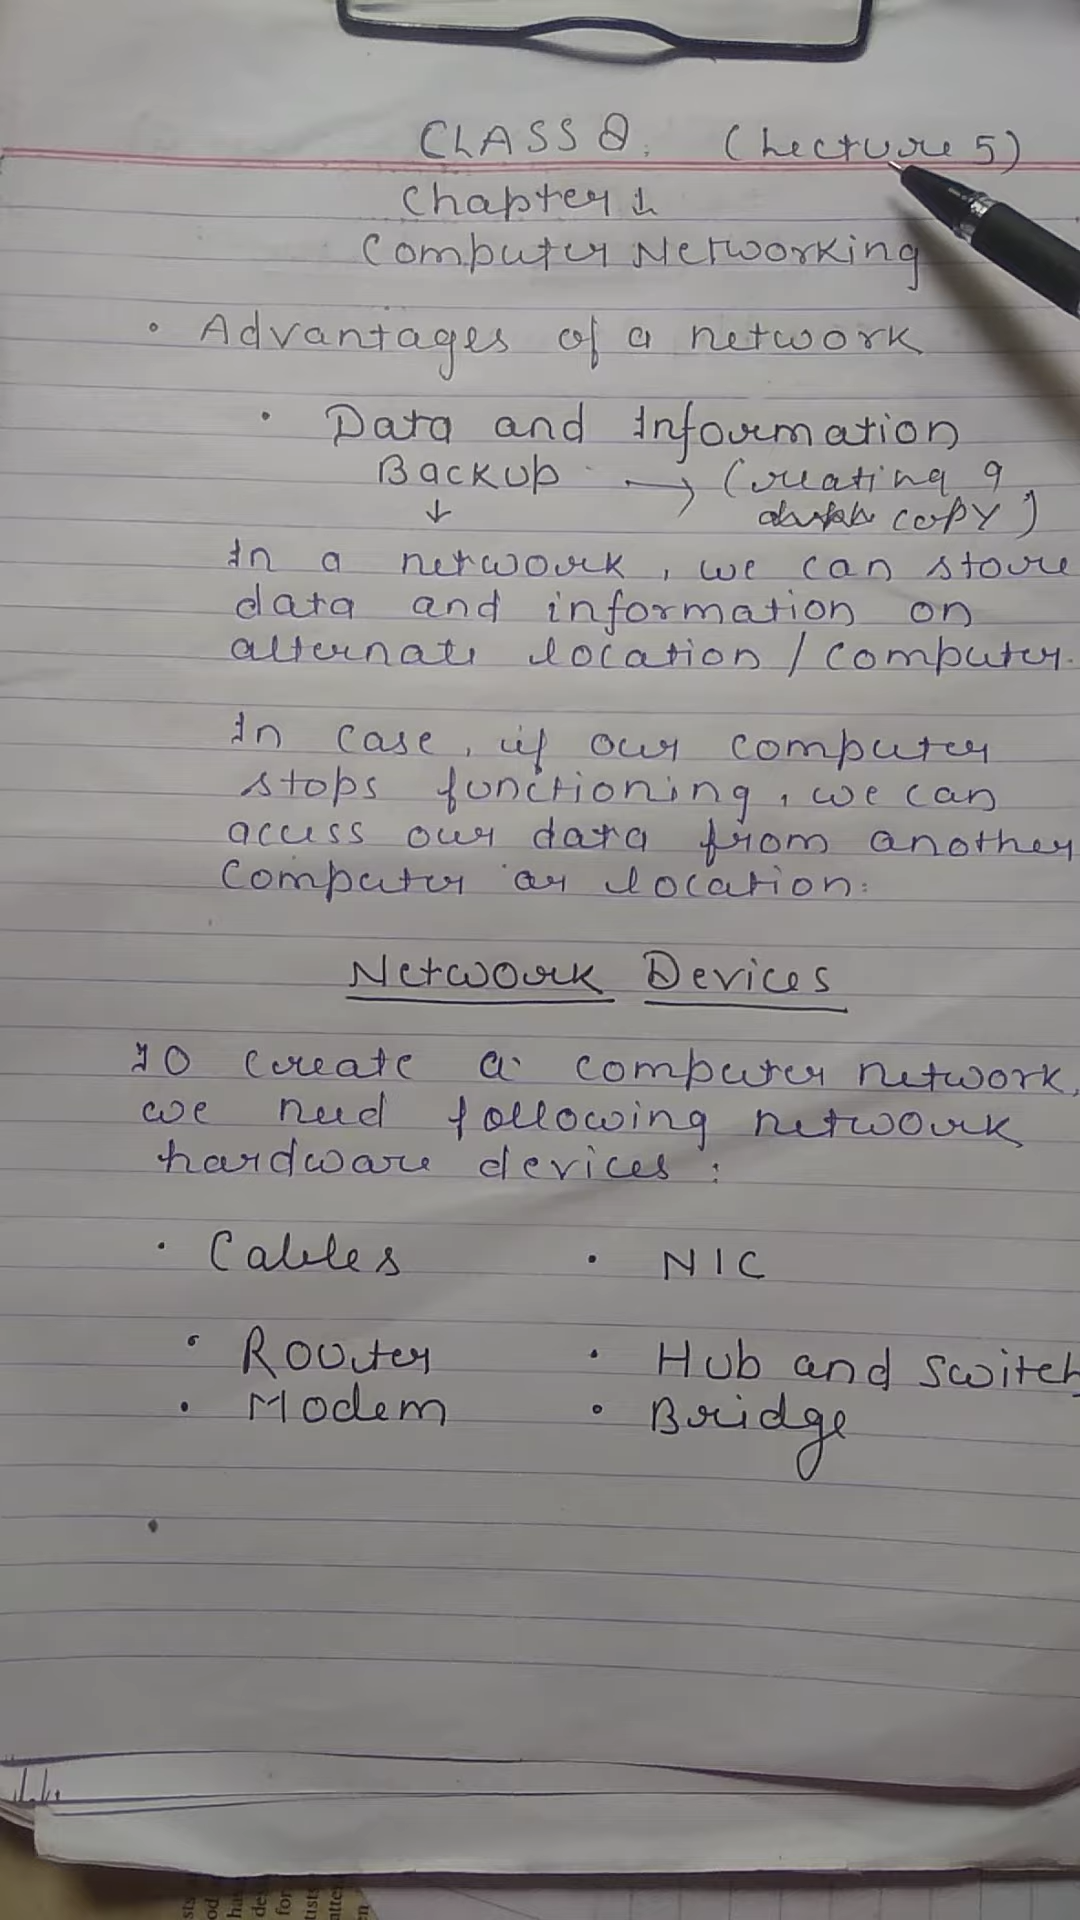 CLASS 8. (Lecture 5)
Chapter 1
Computer Networking
• Advantages of a network
• Data and Information
Backup → (creating a
copy)
↓
In a network, we can store
data and information on
alternate location / computer.
In case, if our computer
stops functioning, we can
access our data from another
computer or location.
Network Devices
To create a computer network,
we need following network
hardware devices :
• Cables • NIC
• Router • Hub and Switch
• Modem • Bridge